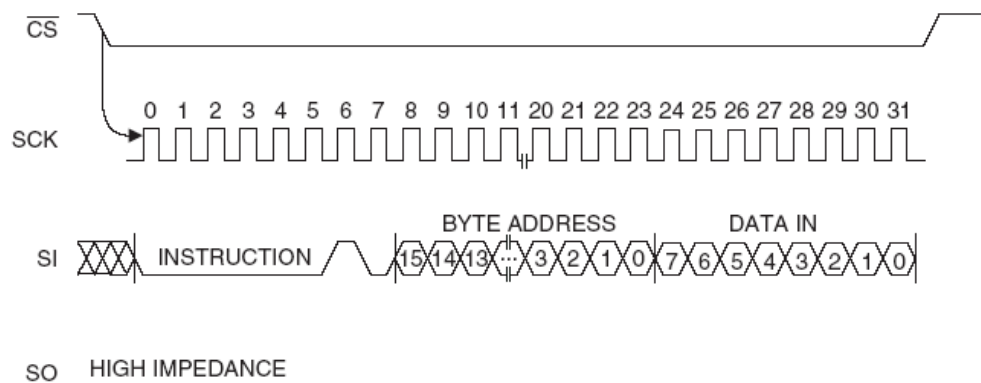 CS
0 1 2 3 4 5 6 7 8 9 10 11 20 21 22 23 24 25 26 27 28 29 30 31
SCK
BYTE ADDRESS DATA IN
SI INSTRUCTION 15 14 13 ... 3 2 1 0 7 6 5 4 3 2 1 0
SO HIGH IMPEDANCE